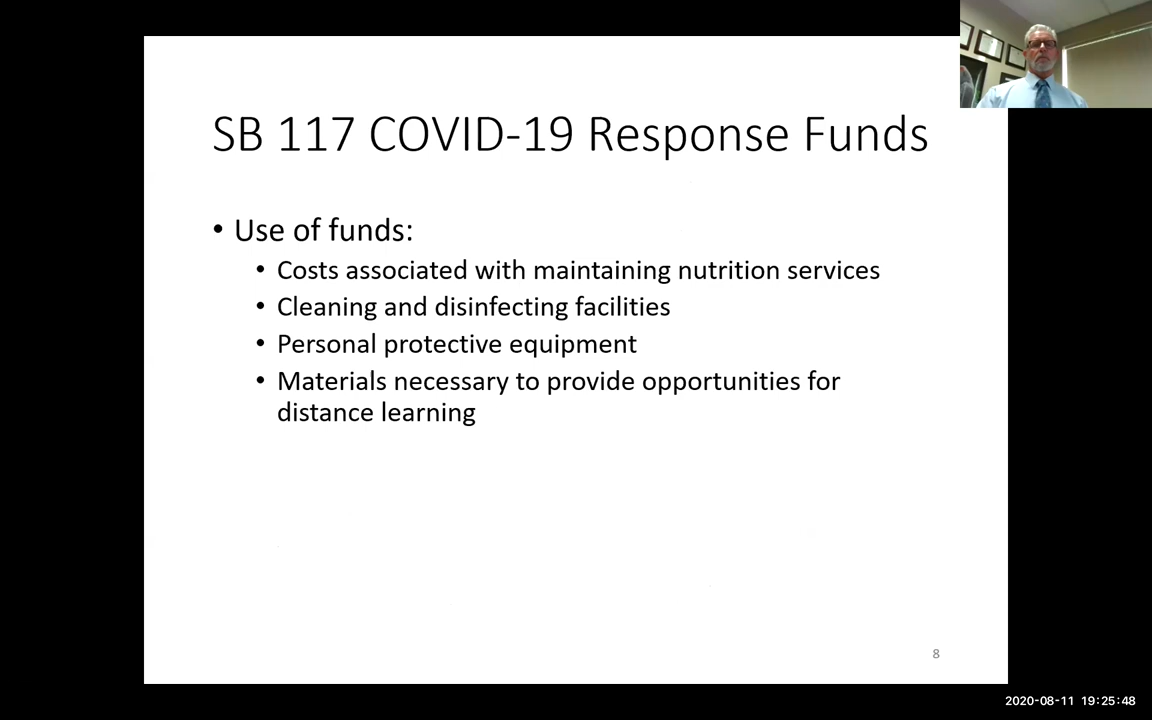 SB 117 COVID-19 Response Funds
• Use of funds:
• Costs associated with maintaining nutrition services
• Cleaning and disinfecting facilities
• Personal protective equipment
• Materials necessary to provide opportunities for
distance learning
8
2020-08-11 19:25:48